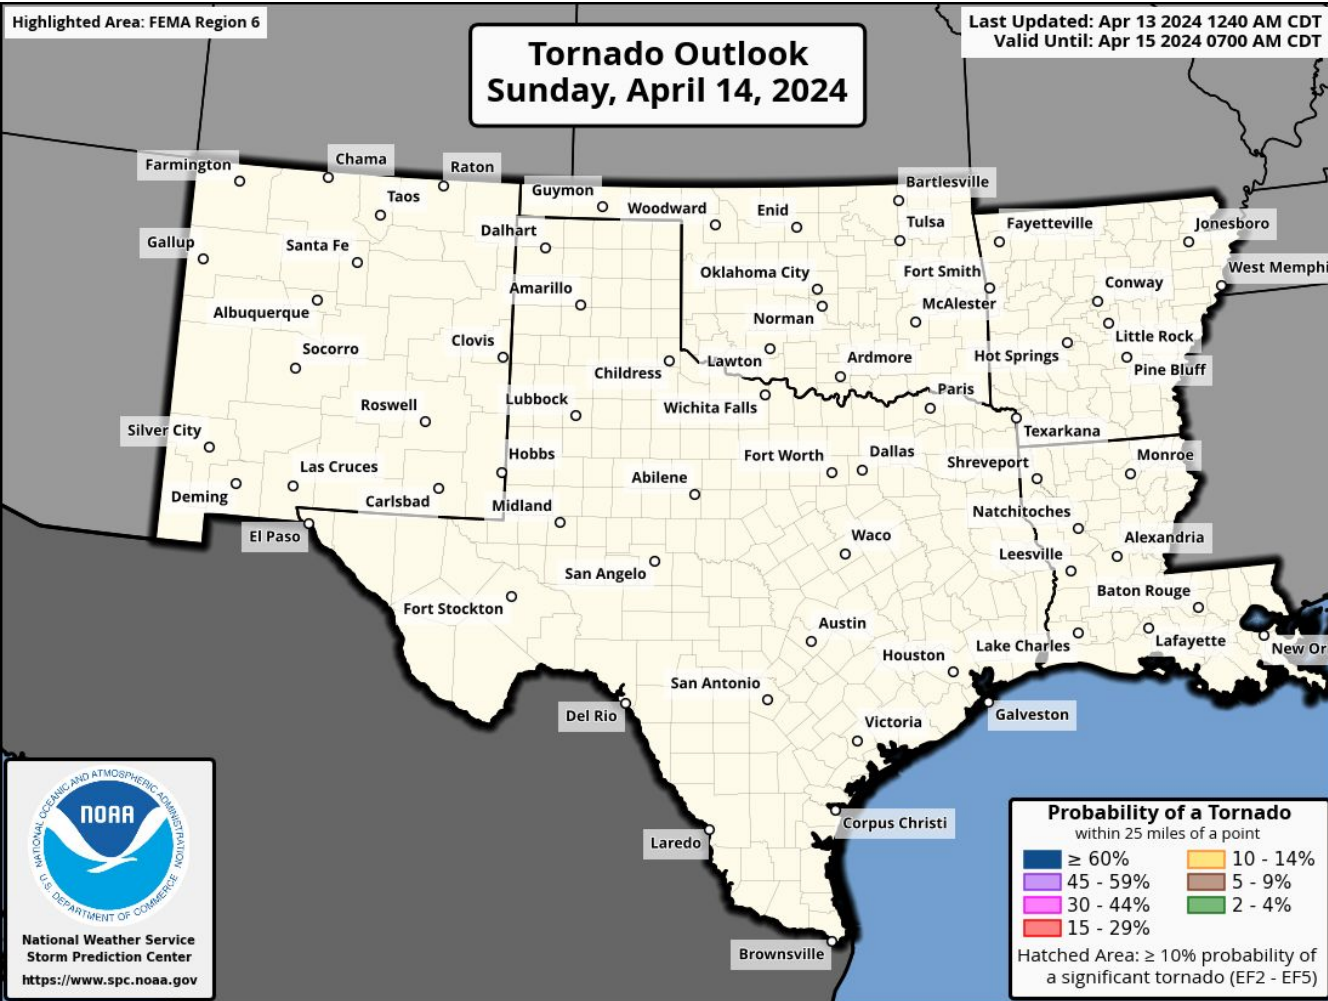 Highlighted Area: FEMA Region 6
Tornado Outlook
Sunday, April 14, 2024
Last Updated: Apr 13 2024 1240 AM CDT
Valid Until: Apr 15 2024 0700 AM CDT
Farmington
Chama
Raton
Taos
Guymon
Woodward
Enid
Bartlesville
Tulsa
Fayetteville
Jonesboro
Gallup
Santa Fe
Dalhart
Oklahoma City
Fort Smith
West Memphi
Albuquerque
Amarillo
Norman
McAlester
Conway
Socorro
Clovis
Childress
Lawton
Ardmore
Hot Springs
Little Rock
Pine Bluff
Roswell
Lubbock
Wichita Falls
Paris
Texarkana
Silver City
Las Cruces
Hobbs
Abilene
Fort Worth
Dallas
Shreveport
Monroe
Deming
Carlsbad
Midland
Natchitoches
El Paso
San Angelo
Waco
Leesville
Alexandria
Fort Stockton
Austin
Baton Rouge
Houston
Lake Charles
Lafayette
New Or
San Antonio
Del Rio
Victoria
Galveston
Laredo
Corpus Christi
Brownsville
NATIONAL OCEANIC AND ATMOSPHERIC ADMINISTRATION
NOAA
U.S. DEPARTMENT OF COMMERCE
National Weather Service
Storm Prediction Center
https://www.spc.noaa.gov
Probability of a Tornado
within 25 miles of a point
≥ 60% 10 - 14%
45 - 59% 5 - 9%
30 - 44% 2 - 4%
15 - 29%
Hatched Area: ≥ 10% probability of
a significant tornado (EF2 - EF5)